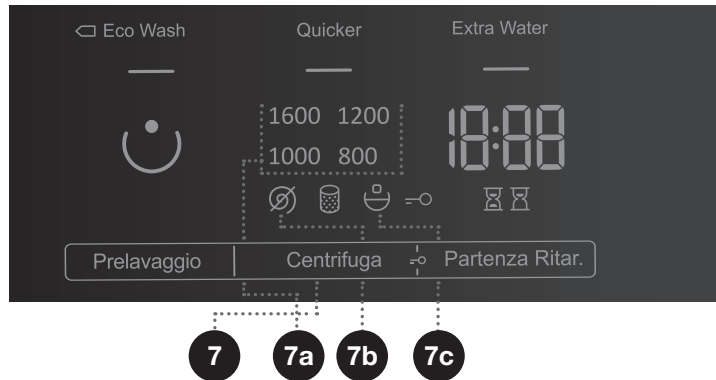 Eco Wash Quicker Extra Water
1600 1200
1000 800
18:88
Prelavaggio Centrifuga Partenza Ritar.
7 7a 7b 7c